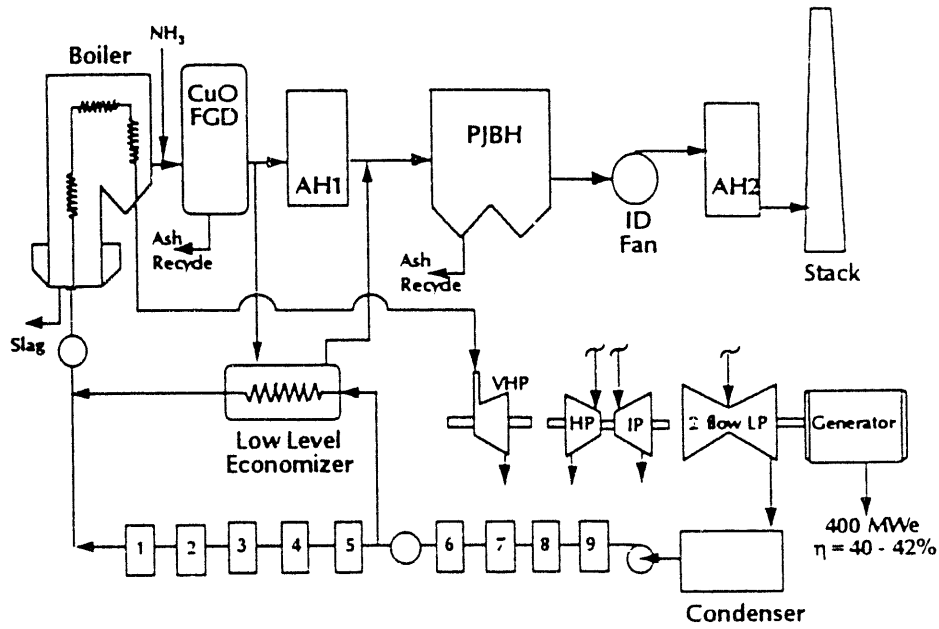 NH₃
Boiler
CuO
FGD
AH1
PJBH
AH2
ID
Fan
Stack
Ash
Recycle
Ash
Recycle
Slag
VHP
HP
IP
2 flow LP
Generator
Low Level
Economizer
400 MWe
η = 40 - 42%
1
2
3
4
5
6
7
8
9
Condenser